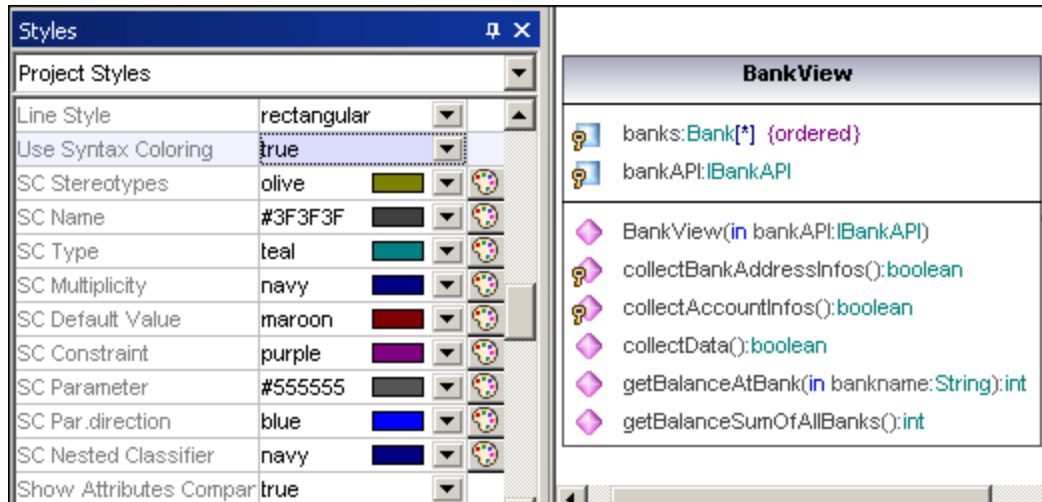 Styles
Project Styles
Line Style rectangular
Use Syntax Coloring true
SC Stereotypes olive
SC Name #3F3F3F
SC Type teal
SC Multiplicity navy
SC Default Value maroon
SC Constraint purple
SC Parameter #555555
SC Par.direction blue
SC Nested Classifier navy
Show Attributes Compar true
BankView
banks:Bank[*] {ordered}
bankAPI:IBankAPI
BankView(in bankAPI:IBankAPI)
collectBankAddressInfos():boolean
collectAccountInfos():boolean
collectData():boolean
getBalanceAtBank(in bankname:String):int
getBalanceSumOfAllBanks():int